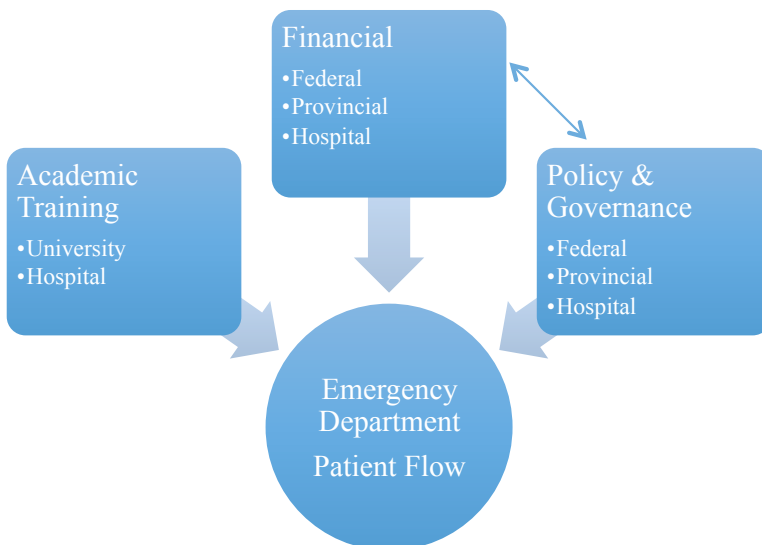 Financial
•Federal
•Provincial
•Hospital
Academic
Training
•University
•Hospital
Policy &
Governance
•Federal
•Provincial
•Hospital
Emergency
Department
Patient Flow